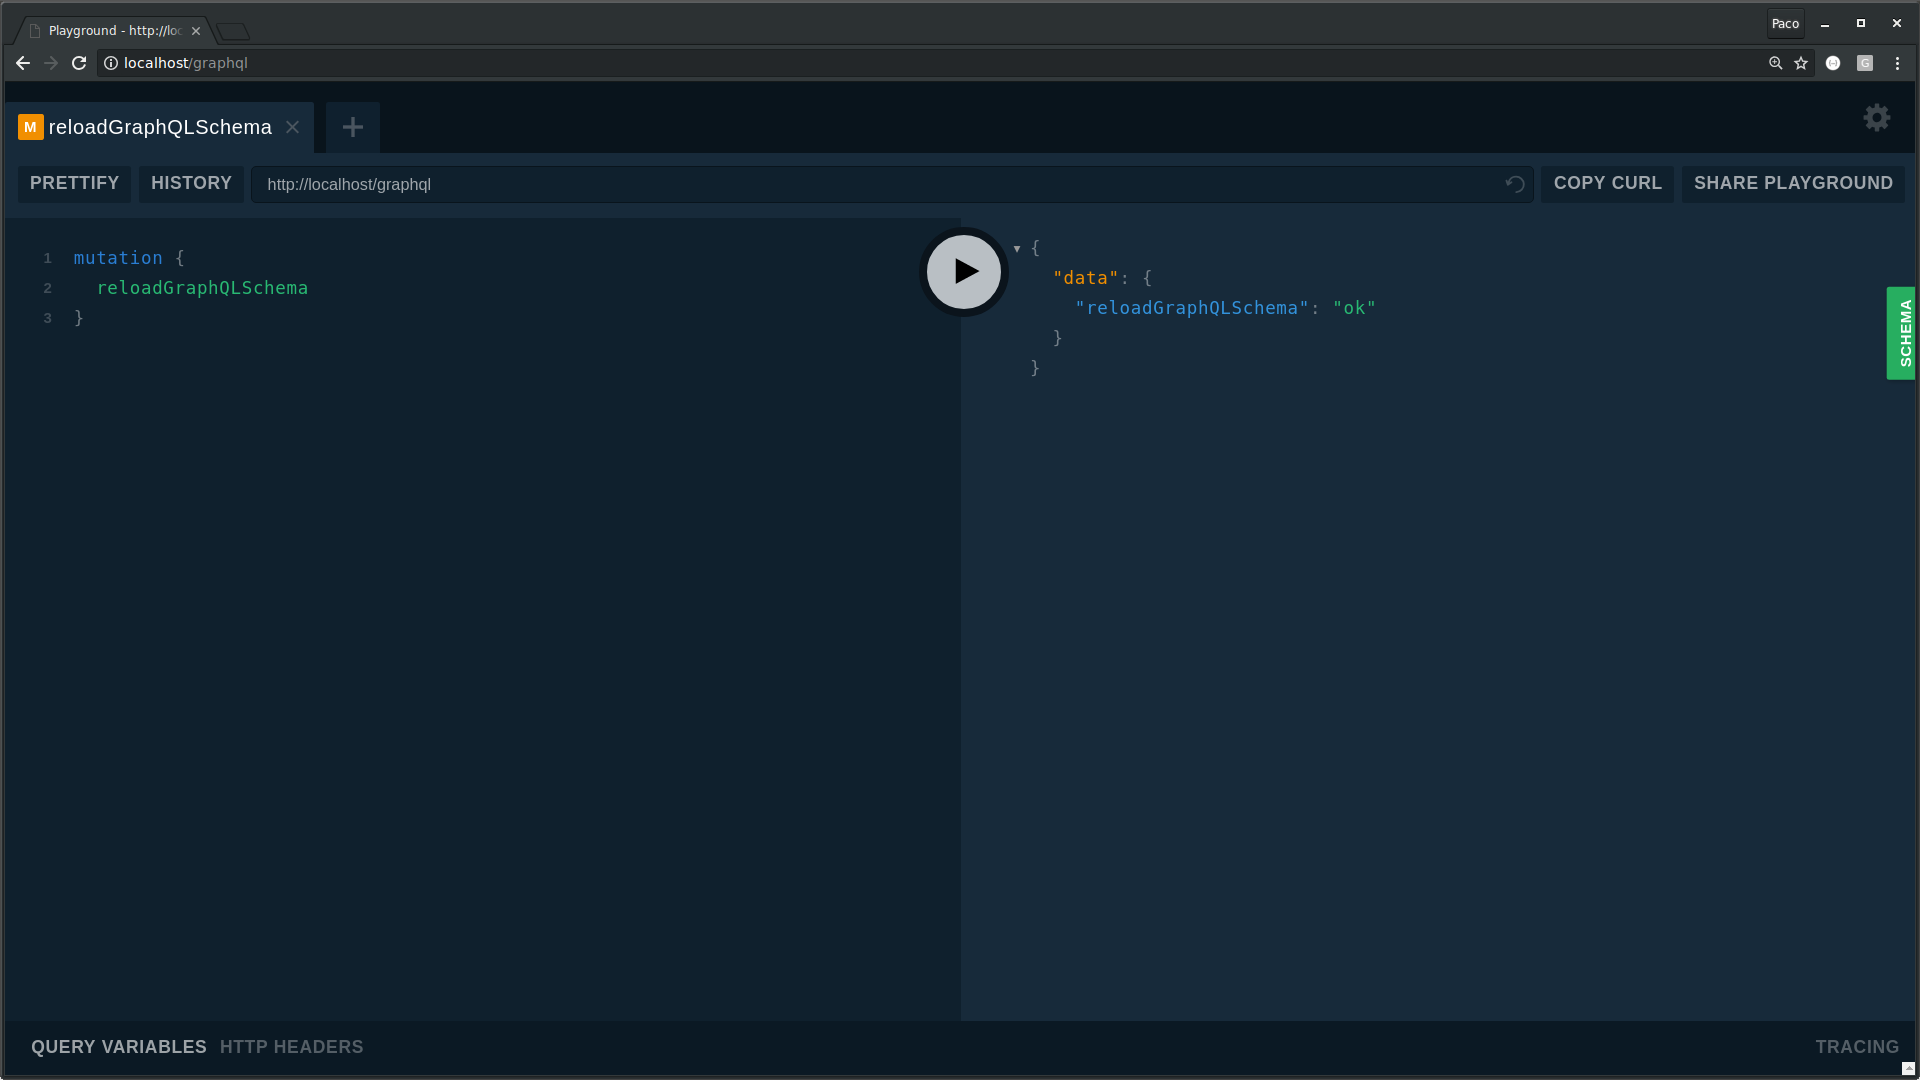 Playground - http://loc
Paco
localhost/graphql
G
M reloadGraphQLSchema
PRETTIFY HISTORY http://localhost/graphql COPY CURL SHARE PLAYGROUND
1 mutation {
2 reloadGraphQLSchema
3 }
{
"data": {
"reloadGraphQLSchema": "ok"
}
}
SCHEMA
QUERY VARIABLES HTTP HEADERS TRACING